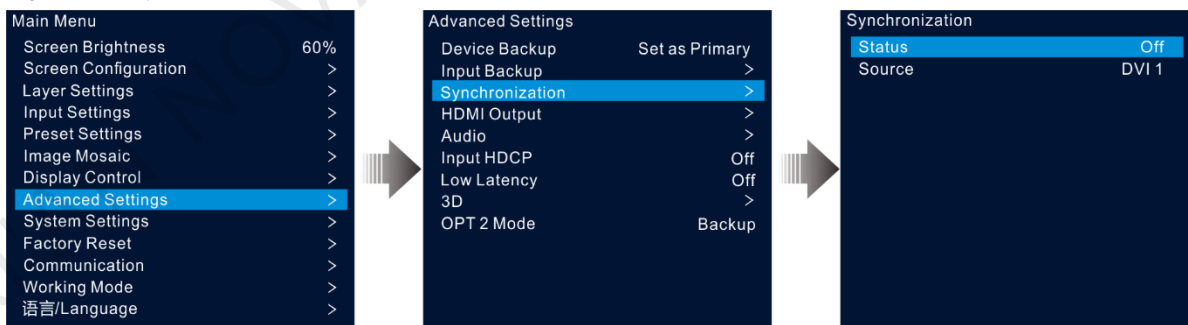 Main Menu
Screen Brightness 60%
Screen Configuration >
Layer Settings >
Input Settings >
Preset Settings >
Image Mosaic >
Display Control >
Advanced Settings >
System Settings >
Factory Reset >
Communication >
Working Mode >
语言/Language >
Advanced Settings
Device Backup Set as Primary
Input Backup >
Synchronization >
HDMI Output >
Audio >
Input HDCP Off
Low Latency Off
3D >
OPT 2 Mode Backup
Synchronization
Status Off
Source DVI 1